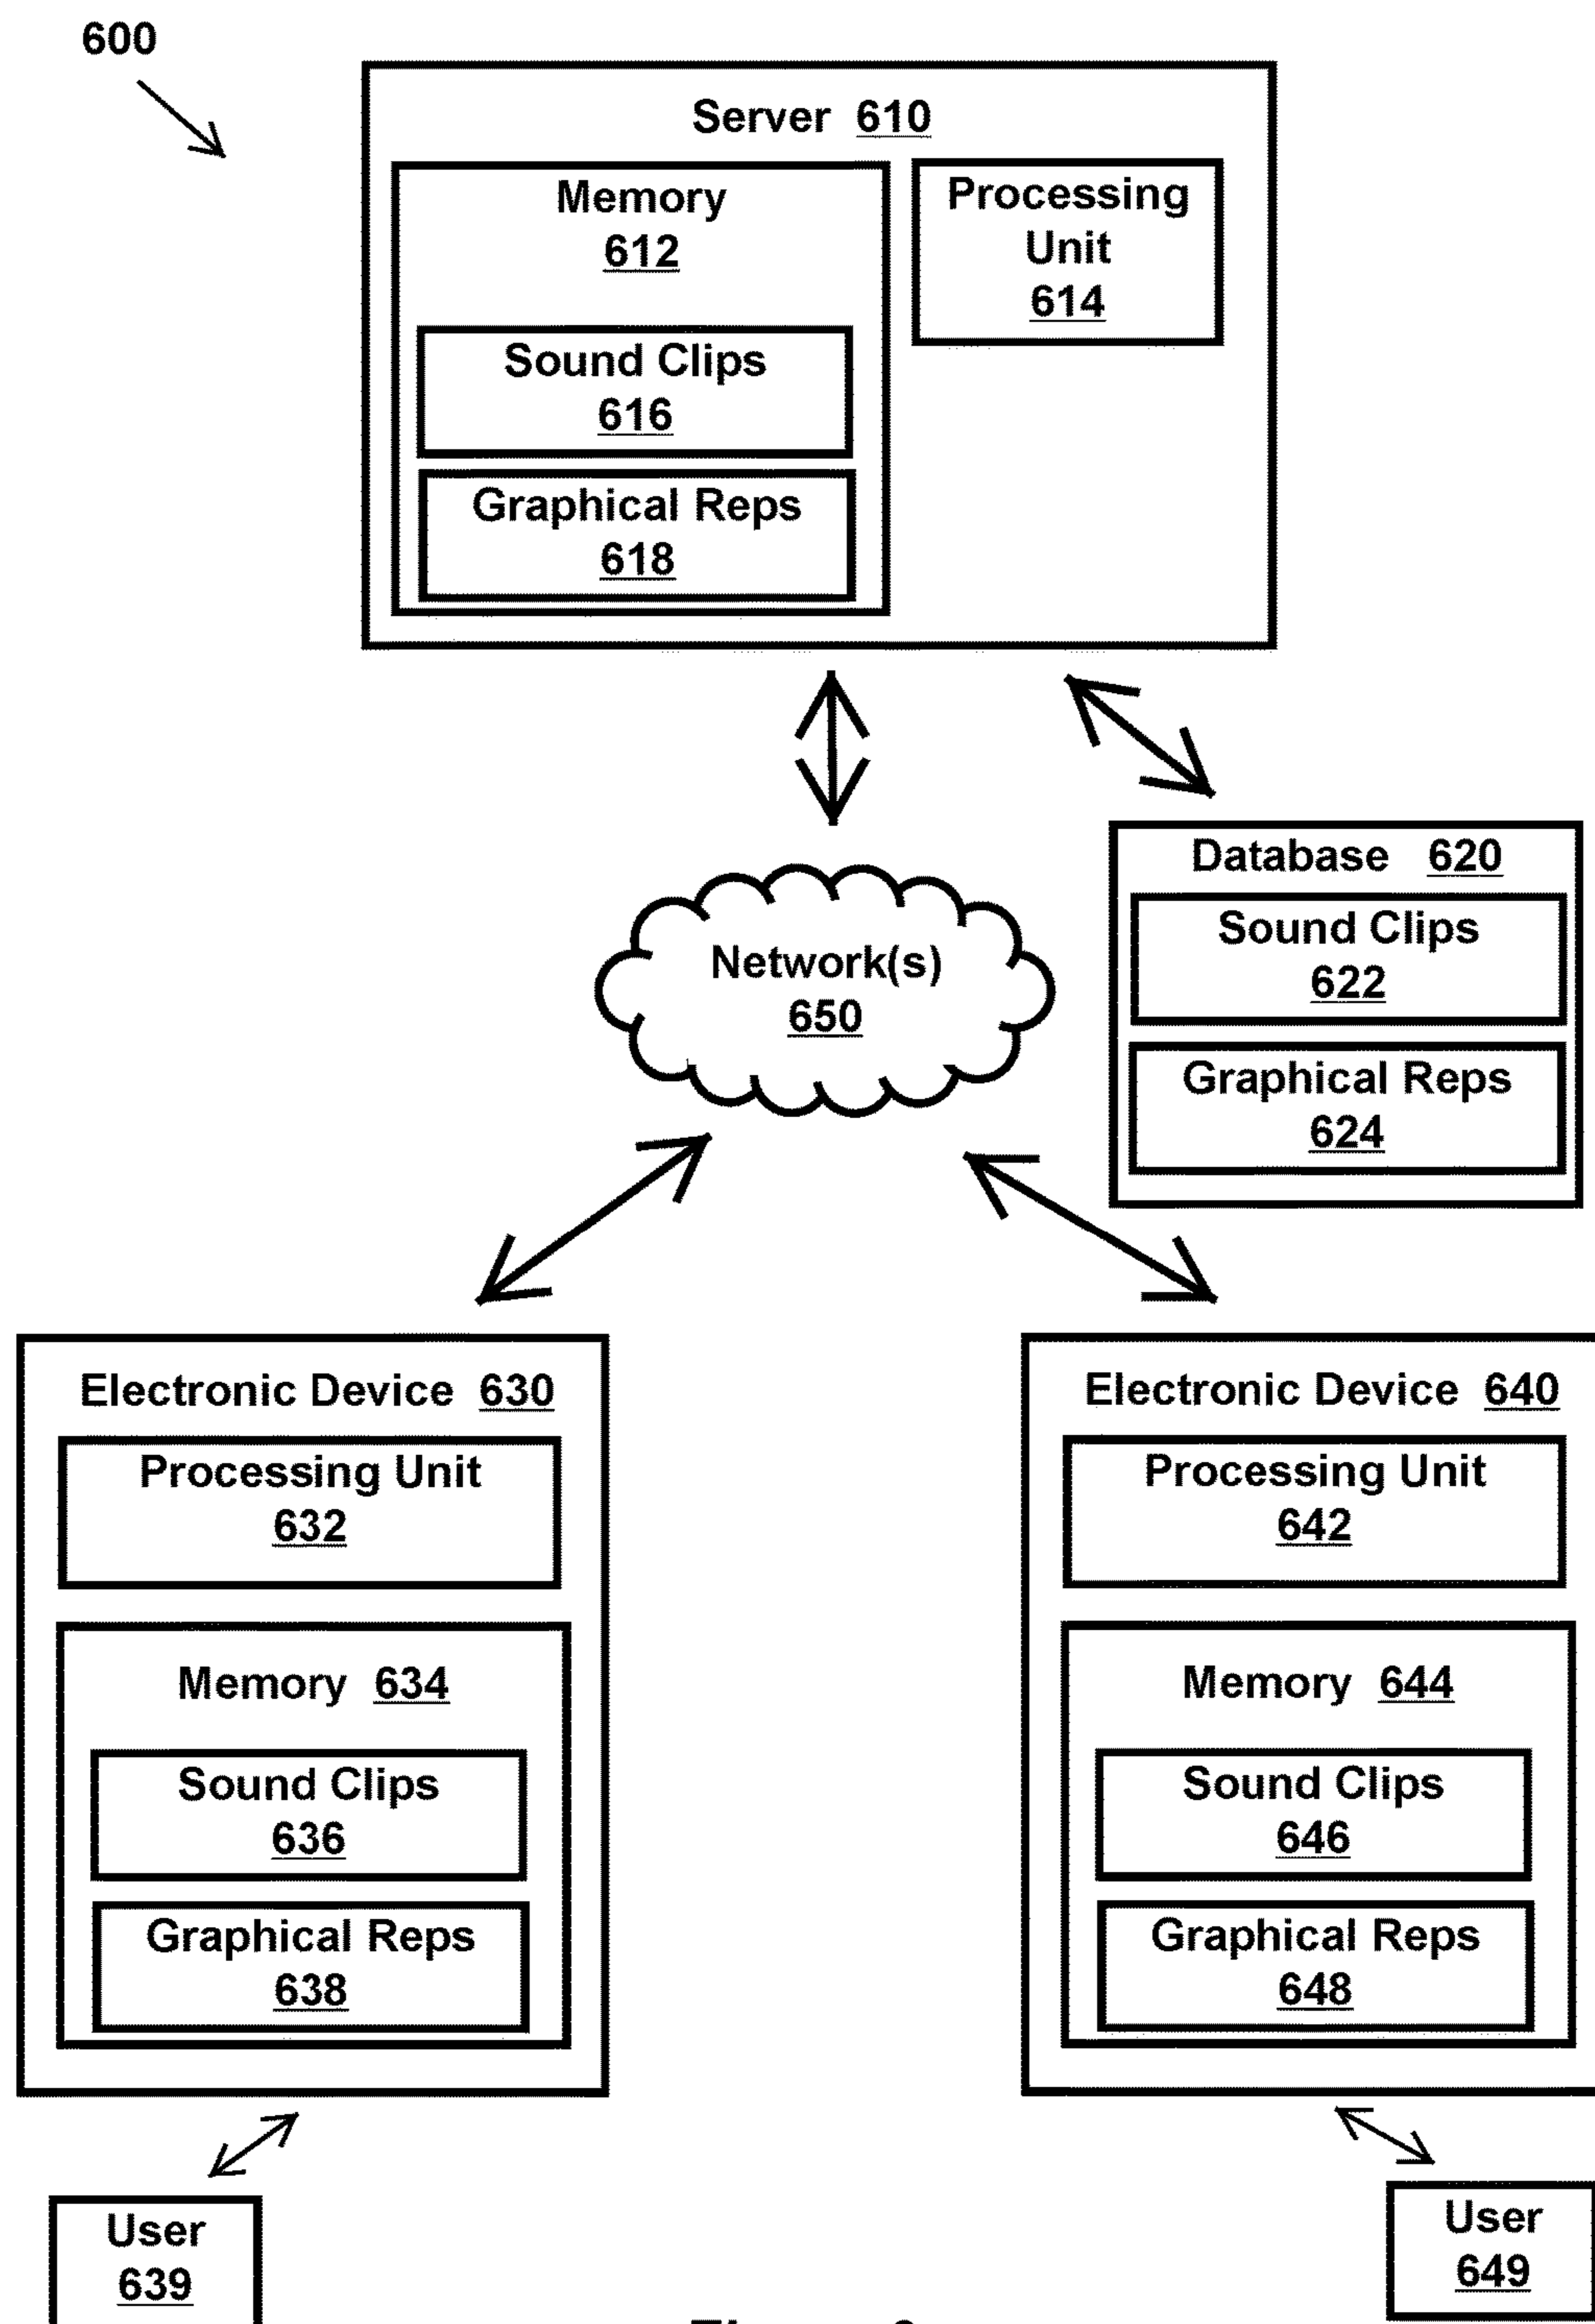 600
Server 610
Memory
612
Processing
Unit
614
Sound Clips
616
Graphical Reps
618
Network(s)
650
Database 620
Sound Clips
622
Graphical Reps
624
Electronic Device 630
Processing Unit
632
Memory 634
Sound Clips
636
Graphical Reps
638
User
639
Electronic Device 640
Processing Unit
642
Memory 644
Sound Clips
646
Graphical Reps
648
User
649